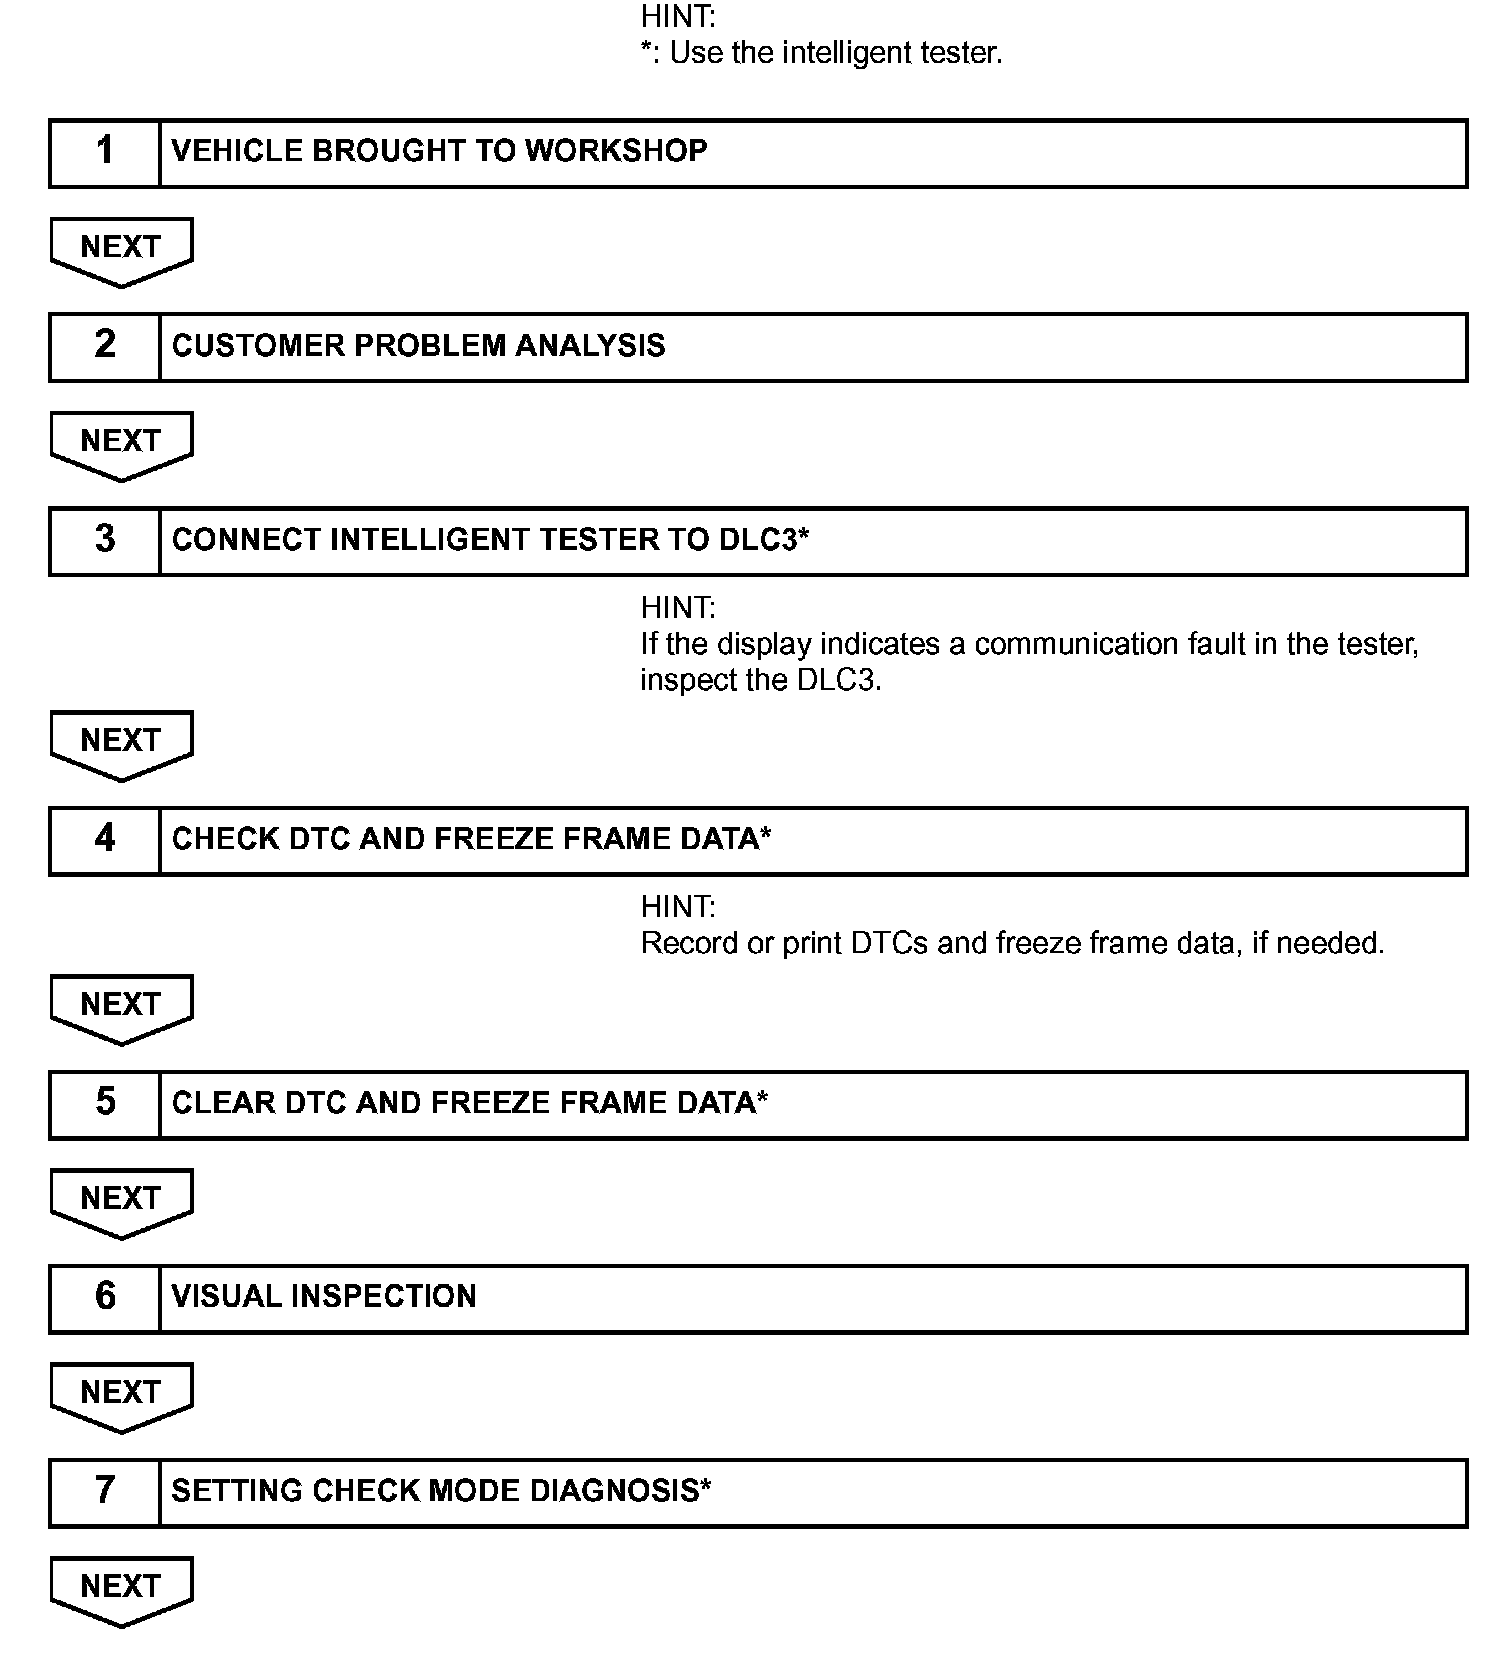 HINT:
*: Use the intelligent tester.
1 VEHICLE BROUGHT TO WORKSHOP
NEXT
2 CUSTOMER PROBLEM ANALYSIS
NEXT
3 CONNECT INTELLIGENT TESTER TO DLC3*
HINT:
If the display indicates a communication fault in the tester,
inspect the DLC3.
NEXT
4 CHECK DTC AND FREEZE FRAME DATA*
HINT:
Record or print DTCs and freeze frame data, if needed.
NEXT
5 CLEAR DTC AND FREEZE FRAME DATA*
NEXT
6 VISUAL INSPECTION
NEXT
7 SETTING CHECK MODE DIAGNOSIS*
NEXT